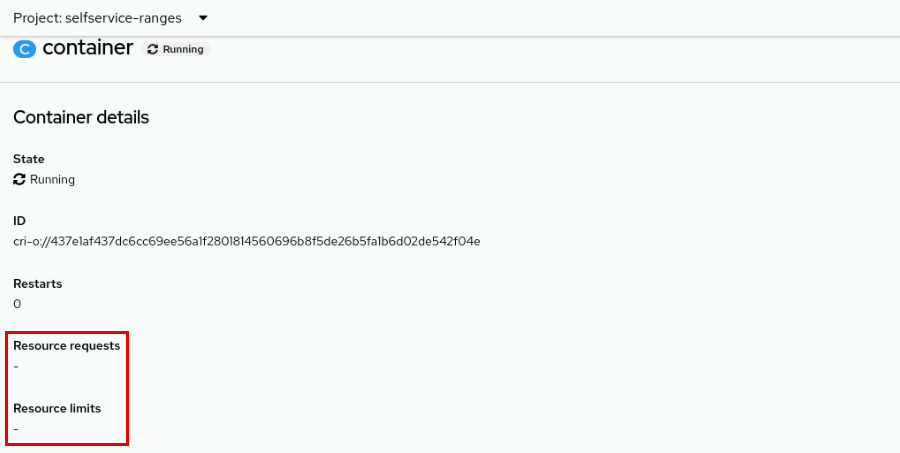 Project: selfservice-ranges
C container Running
Container details
State
Running
ID
cri-o://437e1af437dc6cc69ee56a1f2801814560696b8f5de26b5fa1b6d02de542f04e
Restarts
0
Resource requests
-
Resource limits
-